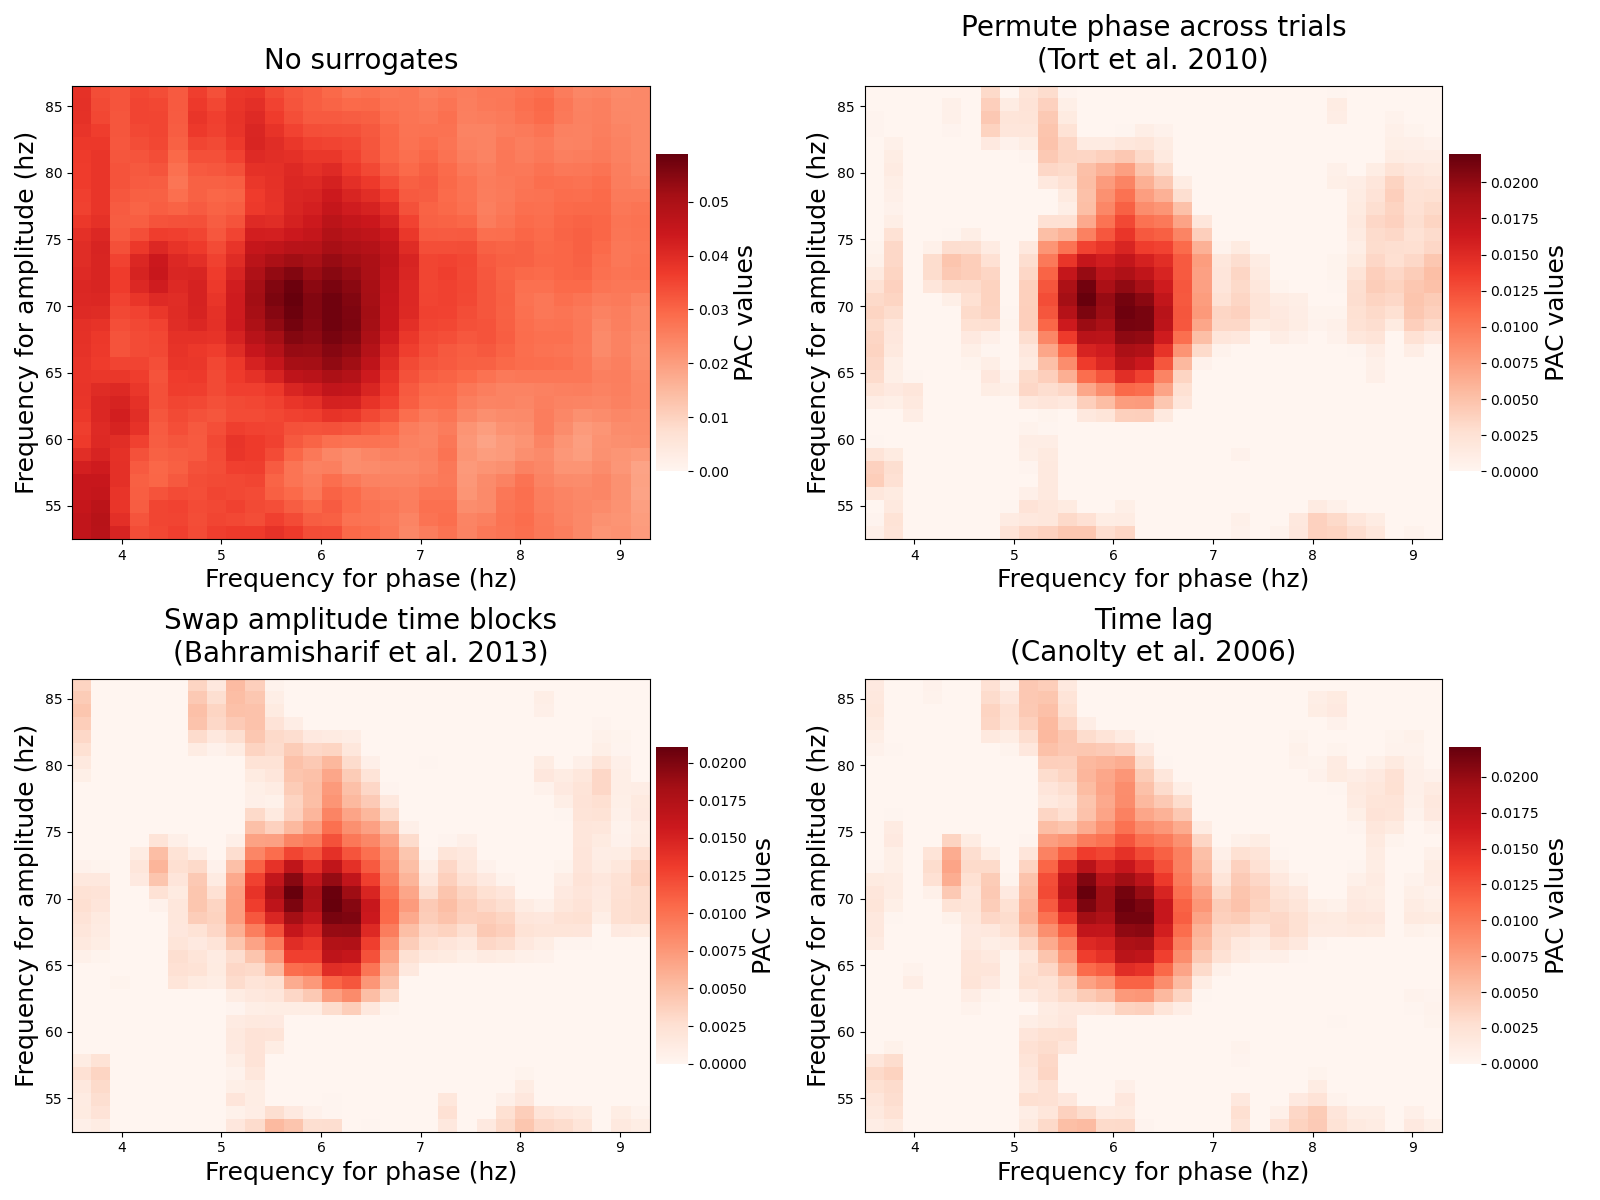 No surrogates
Frequency for amplitude (hz)
85
80
75
70
65
60
55
4 5 6 7 8 9
Frequency for phase (hz)
0.05
0.04
0.03
0.02
0.01
0.00
PAC values
Permute phase across trials
(Tort et al. 2010)
Frequency for amplitude (hz)
85
80
75
70
65
60
55
4 5 6 7 8 9
Frequency for phase (hz)
0.0200
0.0175
0.0150
0.0125
0.0100
0.0075
0.0050
0.0025
0.0000
PAC values
Swap amplitude time blocks
(Bahramisharif et al. 2013)
Frequency for amplitude (hz)
85
80
75
70
65
60
55
4 5 6 7 8 9
Frequency for phase (hz)
0.0200
0.0175
0.0150
0.0125
0.0100
0.0075
0.0050
0.0025
0.0000
PAC values
Time lag
(Canolty et al. 2006)
Frequency for amplitude (hz)
85
80
75
70
65
60
55
4 5 6 7 8 9
Frequency for phase (hz)
0.0200
0.0175
0.0150
0.0125
0.0100
0.0075
0.0050
0.0025
0.0000
PAC values